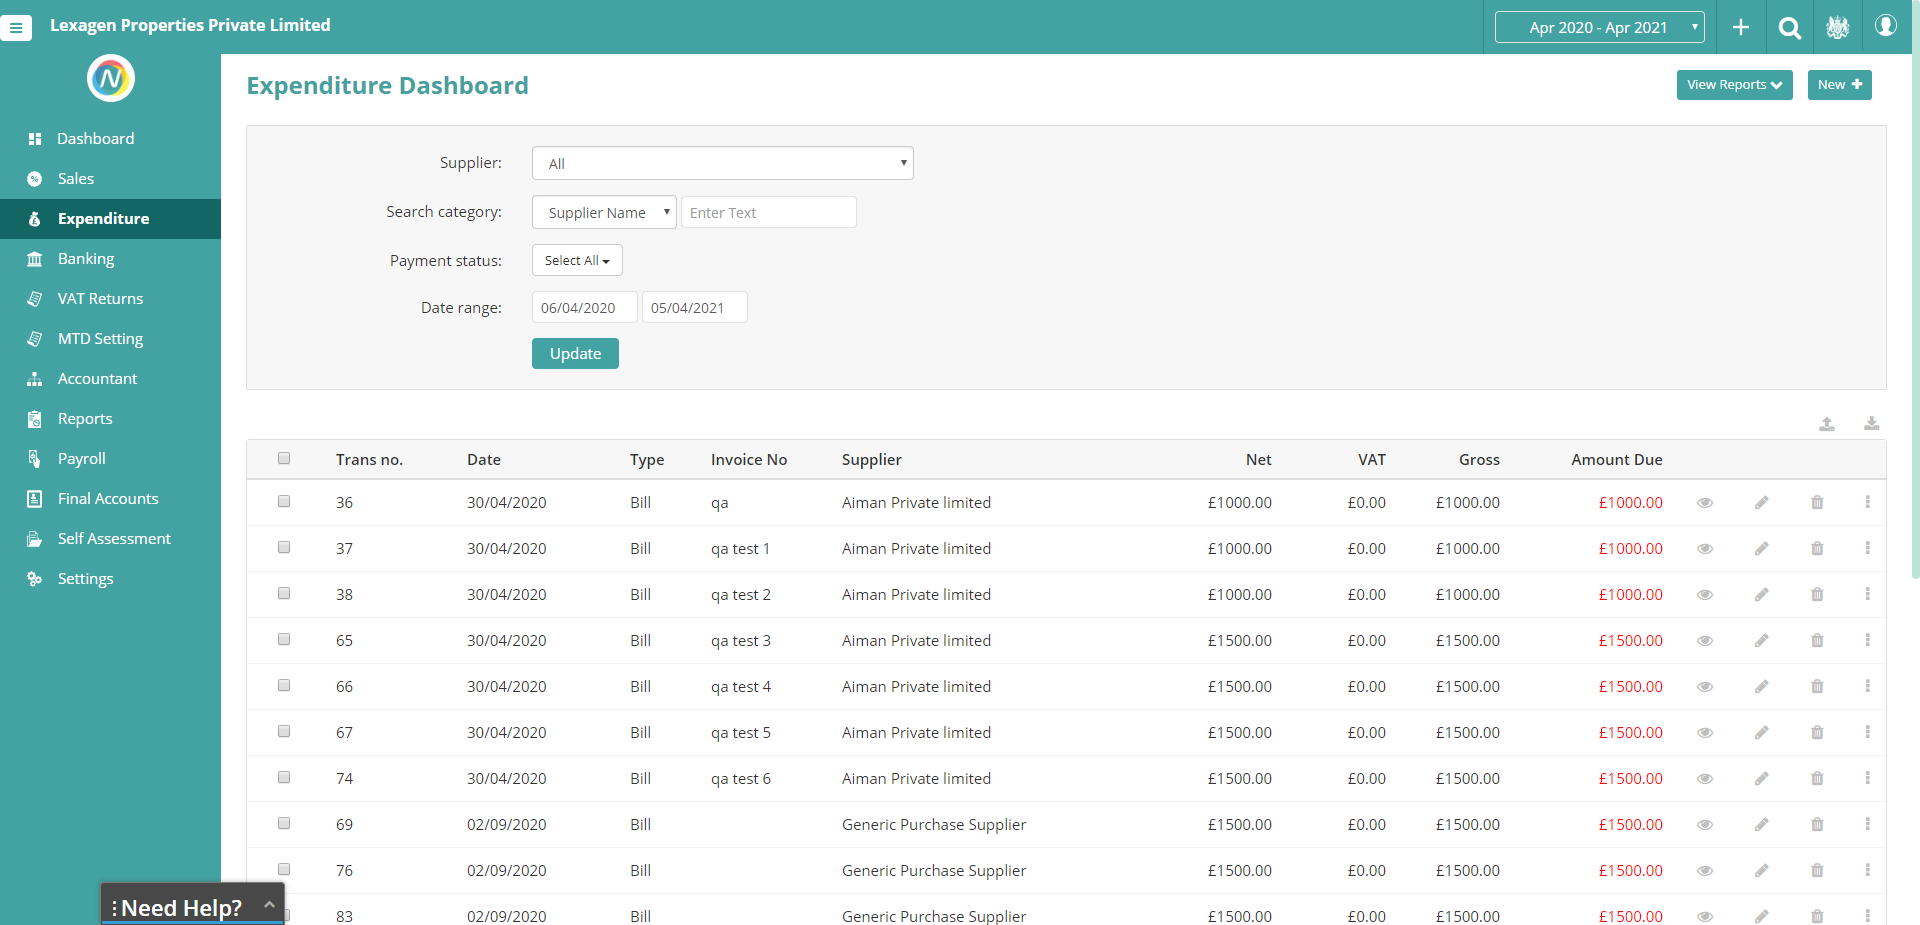 Lexagen Properties Private Limited
Apr 2020 - Apr 2021
N
Dashboard
Sales
Expenditure
Banking
VAT Returns
MTD Setting
Accountant
Reports
Payroll
Final Accounts
Self Assessment
Settings
Expenditure Dashboard
View Reports
New
Supplier: All
Search category: Supplier Name Enter Text
Payment status: Select All
Date range: 06/04/2020 05/04/2021
Update
Trans no. Date Type Invoice No Supplier Net VAT Gross Amount Due
36 30/04/2020 Bill qa Aiman Private limited £1000.00 £0.00 £1000.00 £1000.00
37 30/04/2020 Bill qa test 1 Aiman Private limited £1000.00 £0.00 £1000.00 £1000.00
38 30/04/2020 Bill qa test 2 Aiman Private limited £1000.00 £0.00 £1000.00 £1000.00
65 30/04/2020 Bill qa test 3 Aiman Private limited £1500.00 £0.00 £1500.00 £1500.00
66 30/04/2020 Bill qa test 4 Aiman Private limited £1500.00 £0.00 £1500.00 £1500.00
67 30/04/2020 Bill qa test 5 Aiman Private limited £1500.00 £0.00 £1500.00 £1500.00
74 30/04/2020 Bill qa test 6 Aiman Private limited £1500.00 £0.00 £1500.00 £1500.00
69 02/09/2020 Bill Generic Purchase Supplier £1500.00 £0.00 £1500.00 £1500.00
76 02/09/2020 Bill Generic Purchase Supplier £1500.00 £0.00 £1500.00 £1500.00
83 02/09/2020 Bill Generic Purchase Supplier £1500.00 £0.00 £1500.00 £1500.00
Need Help?